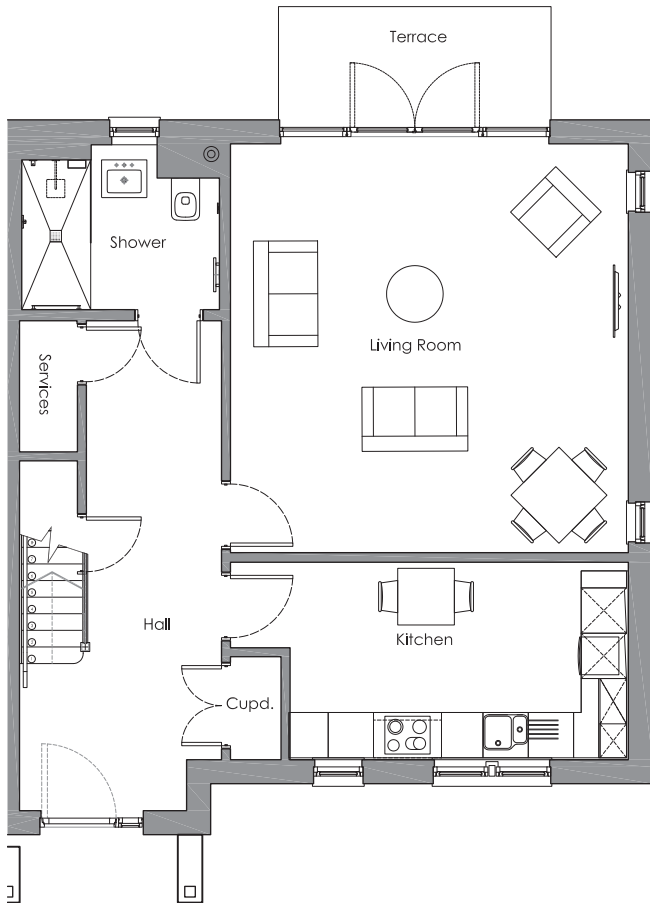 Terrace
Shower
Living Room
Services
Hall
Kitchen
Cupd.